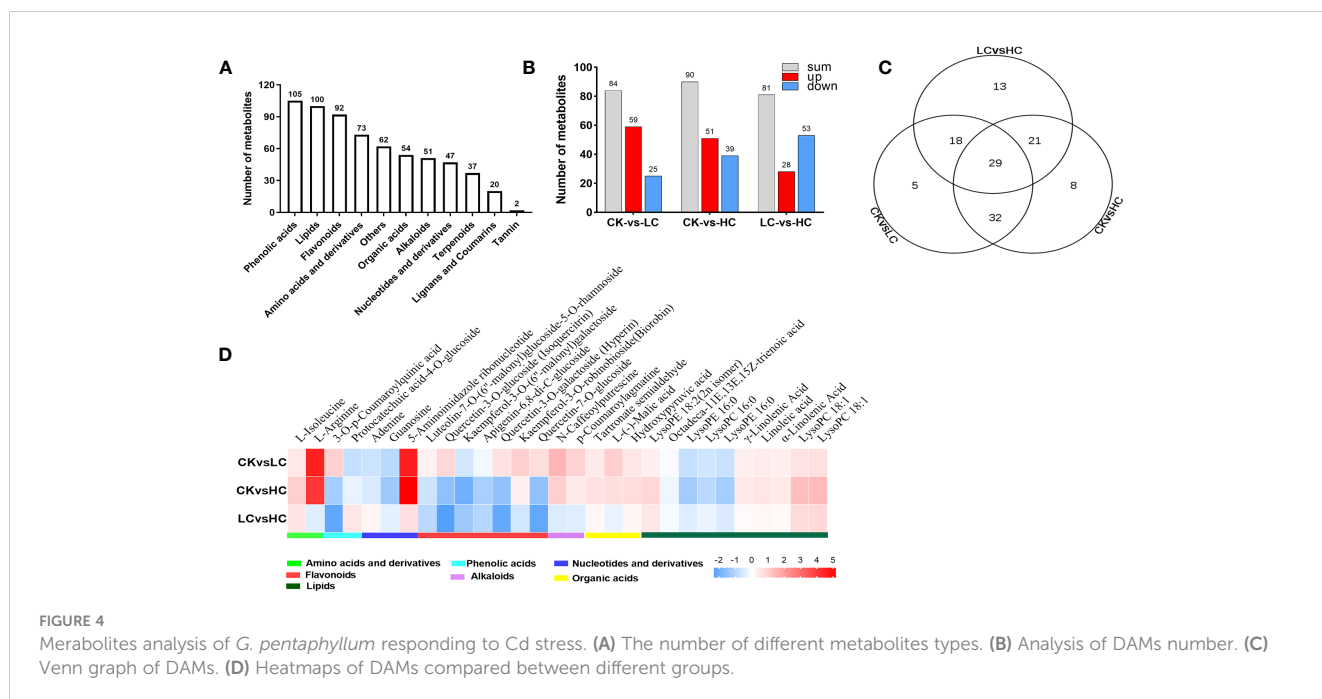 A
Number of metabolites
120
90
60
30
0
105
100
92
73
62
54
51
47
37
20
2
Phenolic acids
Lipids
Flavonoids
Amino acids and derivatives
Others
Organic acids
Alkaloids
Nucleotides and derivatives
Terpenoids
Lignans and Coumarins
Tannin
B
Number of metabolites
100
80
60
40
20
0
84
59
25
90
51
39
81
28
53
sum
up
down
CK-vs-LC
CK-vs-HC
LC-vs-HC
C
LCvsHC
13
18
21
29
5
8
32
CKvsLC
CKvsHC
D
L-Isoleucine
L-Arginine
3-O-p-Coumaroylquinic acid
Protocatechuic acid-4-O-glucoside
Adenine
Guanosine
5-Aminoimidazole ribonucleotide
Luteolin-7-O-(6"-malonyl)glucoside-5-O-rhamnoside
Quercetin-3-O-glucoside (Isoquercitrin)
Kaempferol-3-O-(6"-malonyl)galactoside
Apigenin-6,8-di-C-glucoside
Quercetin-3-O-galactoside (Hyperin)
Kaempferol-3-O-robinobioside(Biorobin)
Quercetin-7-O-glucoside
N-Caffeoylputrescine
p-Coumaroylagmatine
Tartronate semialdehyde
L-(-)-Malic acid
Hydroxypyruvic acid
LysoPE 18:2(2n isomer)
Octadeca-11E,13E,15Z-trienoic acid
LysoPE 16:0
LysoPC 16:0
LysoPE 16:0
γ-Linolenic Acid
Linoleic acid
α-Linolenic Acid
LysoPC 18:1
LysoPC 18:1
CKvsLC
CKvsHC
LCvsHC
Amino acids and derivatives
Phenolic acids
Nucleotides and derivatives
Flavonoids
Alkaloids
Organic acids
Lipids
-2 -1 0 1 2 3 4 5
FIGURE 4
Merabolites analysis of G. pentaphyllum responding to Cd stress. (A) The number of different metabolites types. (B) Analysis of DAMs number. (C)
Venn graph of DAMs. (D) Heatmaps of DAMs compared between different groups.